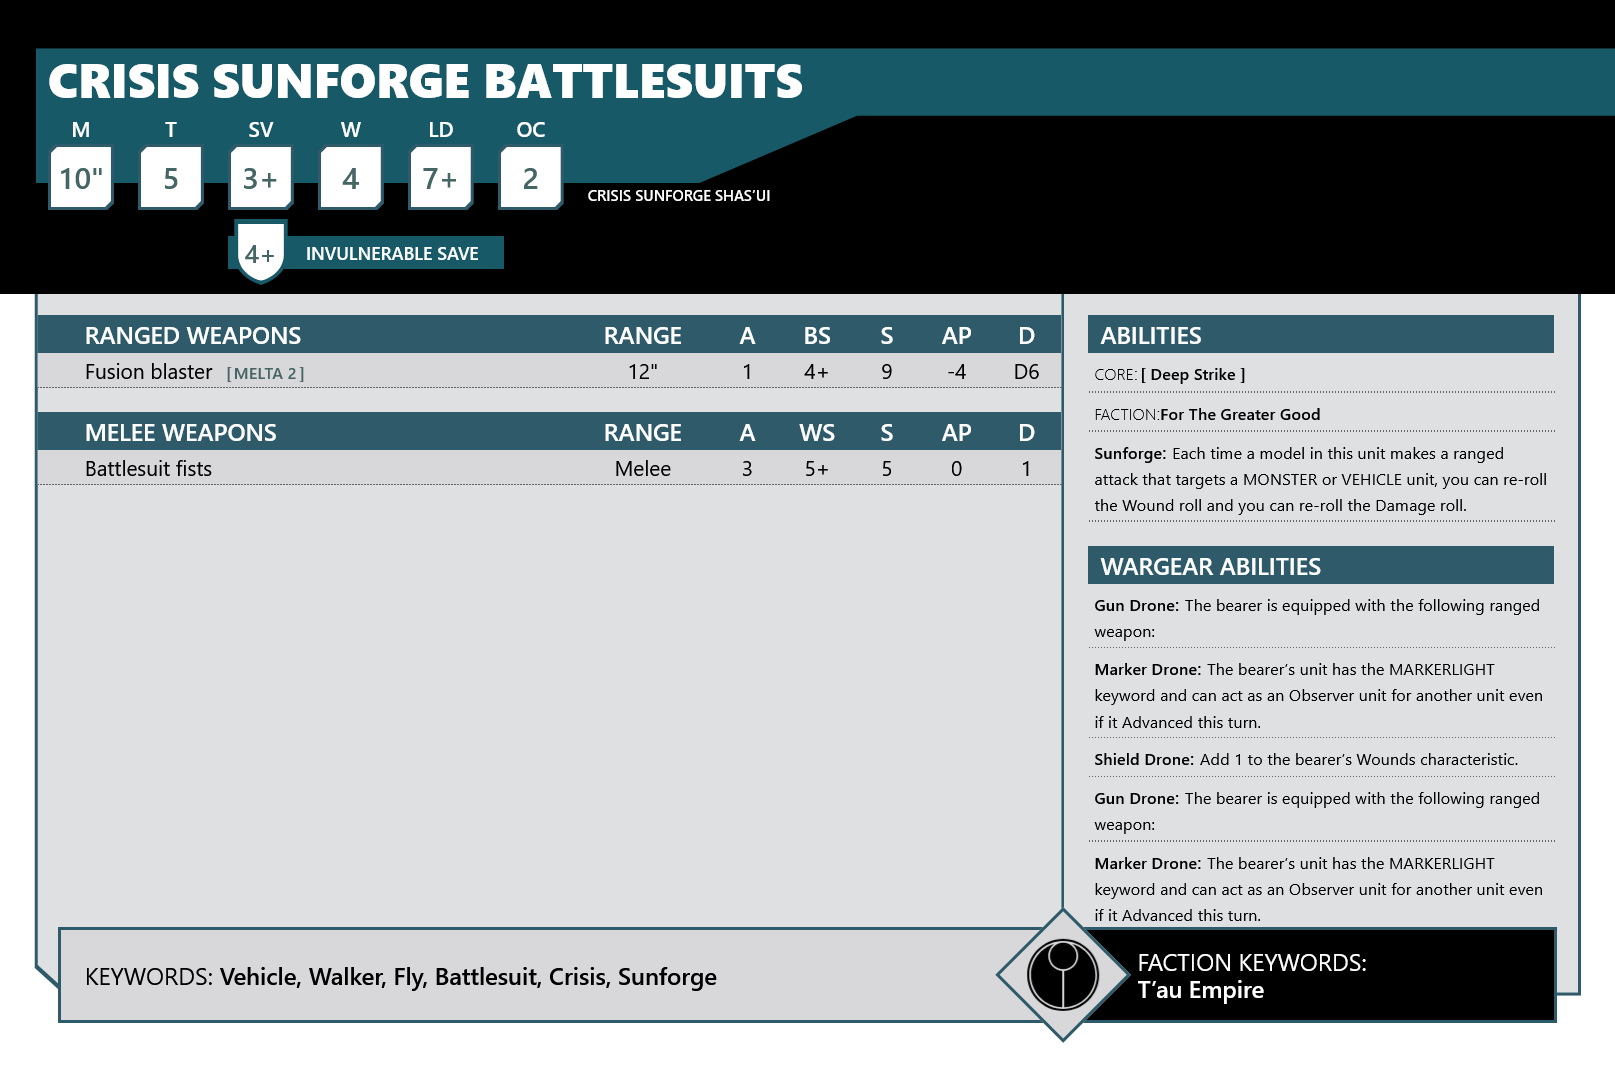 CRISIS SUNFORGE BATTLESUITS
M T SV W LD OC
10" 5 3+ 4 7+ 2
CRISIS SUNFORGE SHAS’UI
4+ INVULNERABLE SAVE
RANGED WEAPONS RANGE A BS S AP D
Fusion blaster [MELTA 2] 12" 1 4+ 9 -4 D6
MELEE WEAPONS RANGE A WS S AP D
Battlesuit fists Melee 3 5+ 5 0 1
ABILITIES
CORE: [ Deep Strike ]
FACTION:For The Greater Good
Sunforge: Each time a model in this unit makes a ranged
attack that targets a MONSTER or VEHICLE unit, you can re-roll
the Wound roll and you can re-roll the Damage roll.
WARGEAR ABILITIES
Gun Drone: The bearer is equipped with the following ranged
weapon:
Marker Drone: The bearer’s unit has the MARKERLIGHT
keyword and can act as an Observer unit for another unit even
if it Advanced this turn.
Shield Drone: Add 1 to the bearer’s Wounds characteristic.
Gun Drone: The bearer is equipped with the following ranged
weapon:
Marker Drone: The bearer’s unit has the MARKERLIGHT
keyword and can act as an Observer unit for another unit even
if it Advanced this turn.
KEYWORDS: Vehicle, Walker, Fly, Battlesuit, Crisis, Sunforge
FACTION KEYWORDS:
T’au Empire